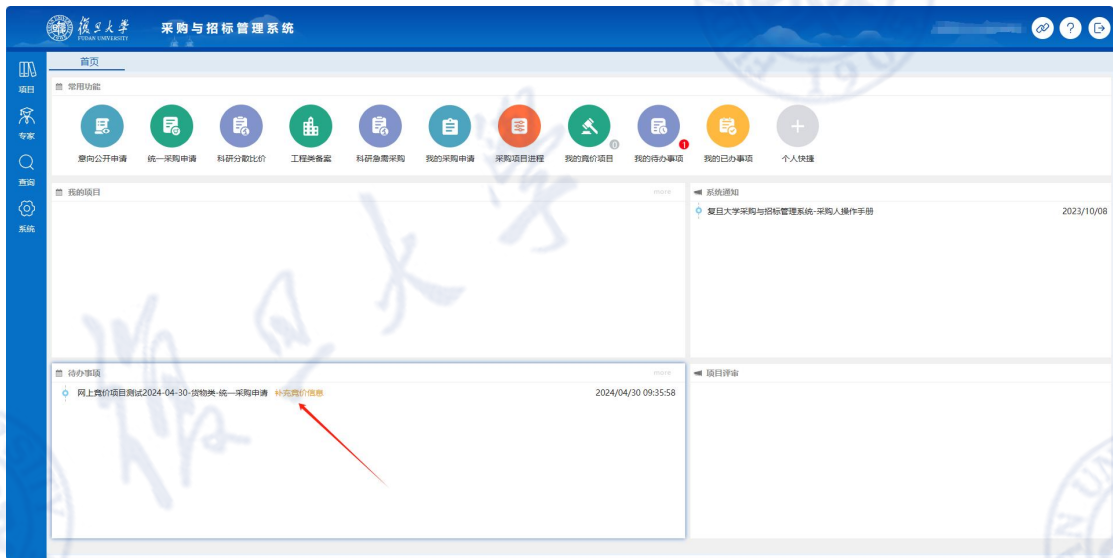 復旦大學 FUDAN UNIVERSITY 采购与招标管理系统
首页
项目
专家
查询
系统
常用功能
意向公开申请 统一采购申请 科研分散比价 工程类备案 科研急需采购 我的采购申请 采购项目进程 我的竞价项目 0 我的待办事项 1 我的已办事项 个人快捷
我的项目 more
系统通知
复旦大学采购与招标管理系统-采购人操作手册 2023/10/08
待办事项 more
网上竞价项目测试2024-04-30-货物类-统一采购申请 补充竞价信息 2024/04/30 09:35:58
项目评审
復旦大學